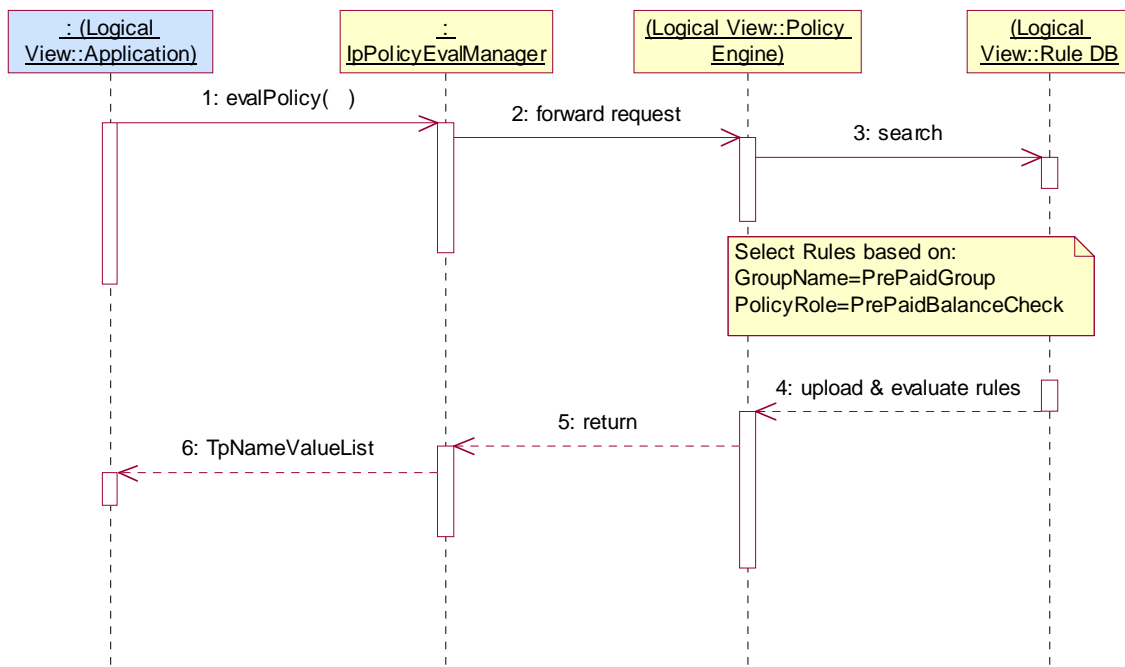 : (Logical
View::Application)
:
IpPolicyEvalManager
(Logical View::Policy
Engine)
(Logical
View::Rule DB
1: evalPolicy( )
2: forward request
3: search
Select Rules based on:
GroupName=PrePaidGroup
PolicyRole=PrePaidBalanceCheck
4: upload & evaluate rules
5: return
6: TpNameValueList